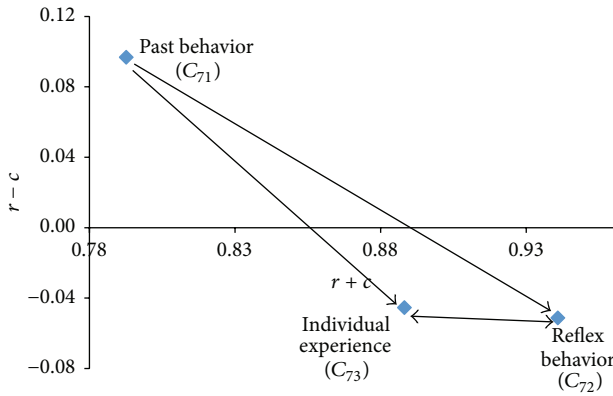 0.12
Past behavior
(C71)
0.08
0.04
r − c
0.00
0.78
0.83
0.88
0.93
r + c
−0.04
Individual
experience
(C73)
Reflex
behavior
(C72)
−0.08